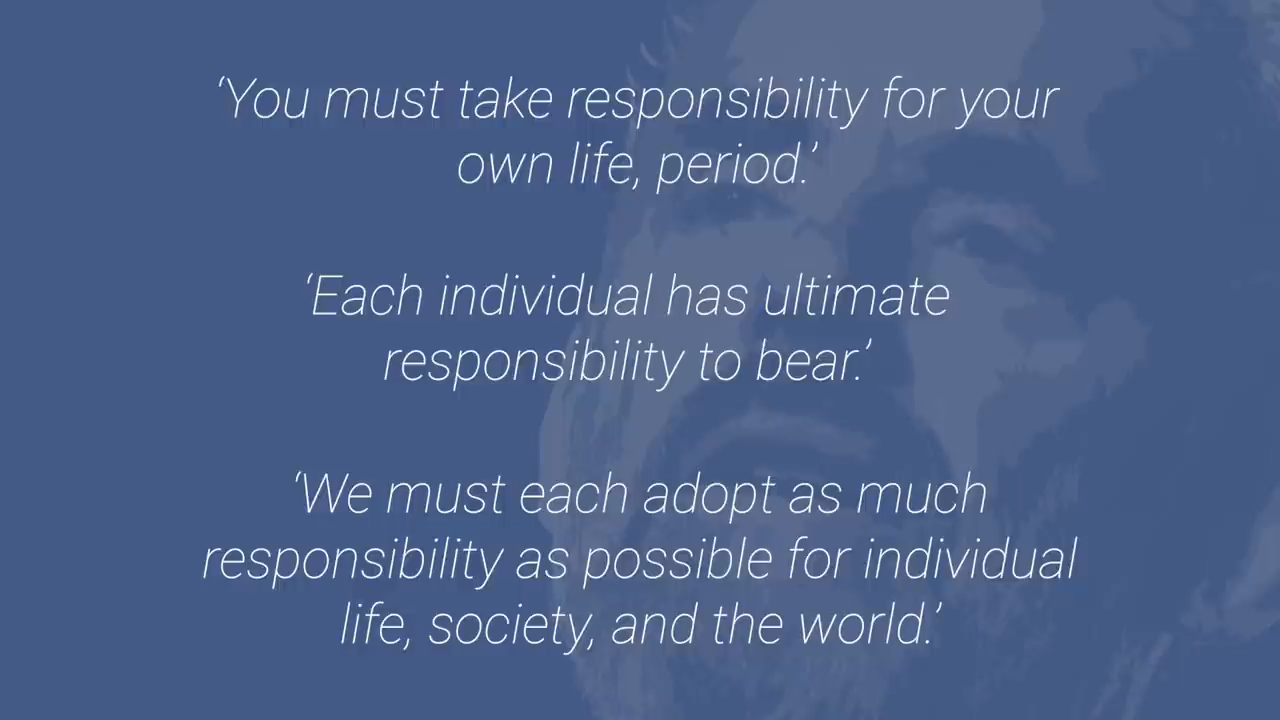 ‘You must take responsibility for your
own life, period.’
‘Each individual has ultimate
responsibility to bear.’
‘We must each adopt as much
responsibility as possible for individual
life, society, and the world.’